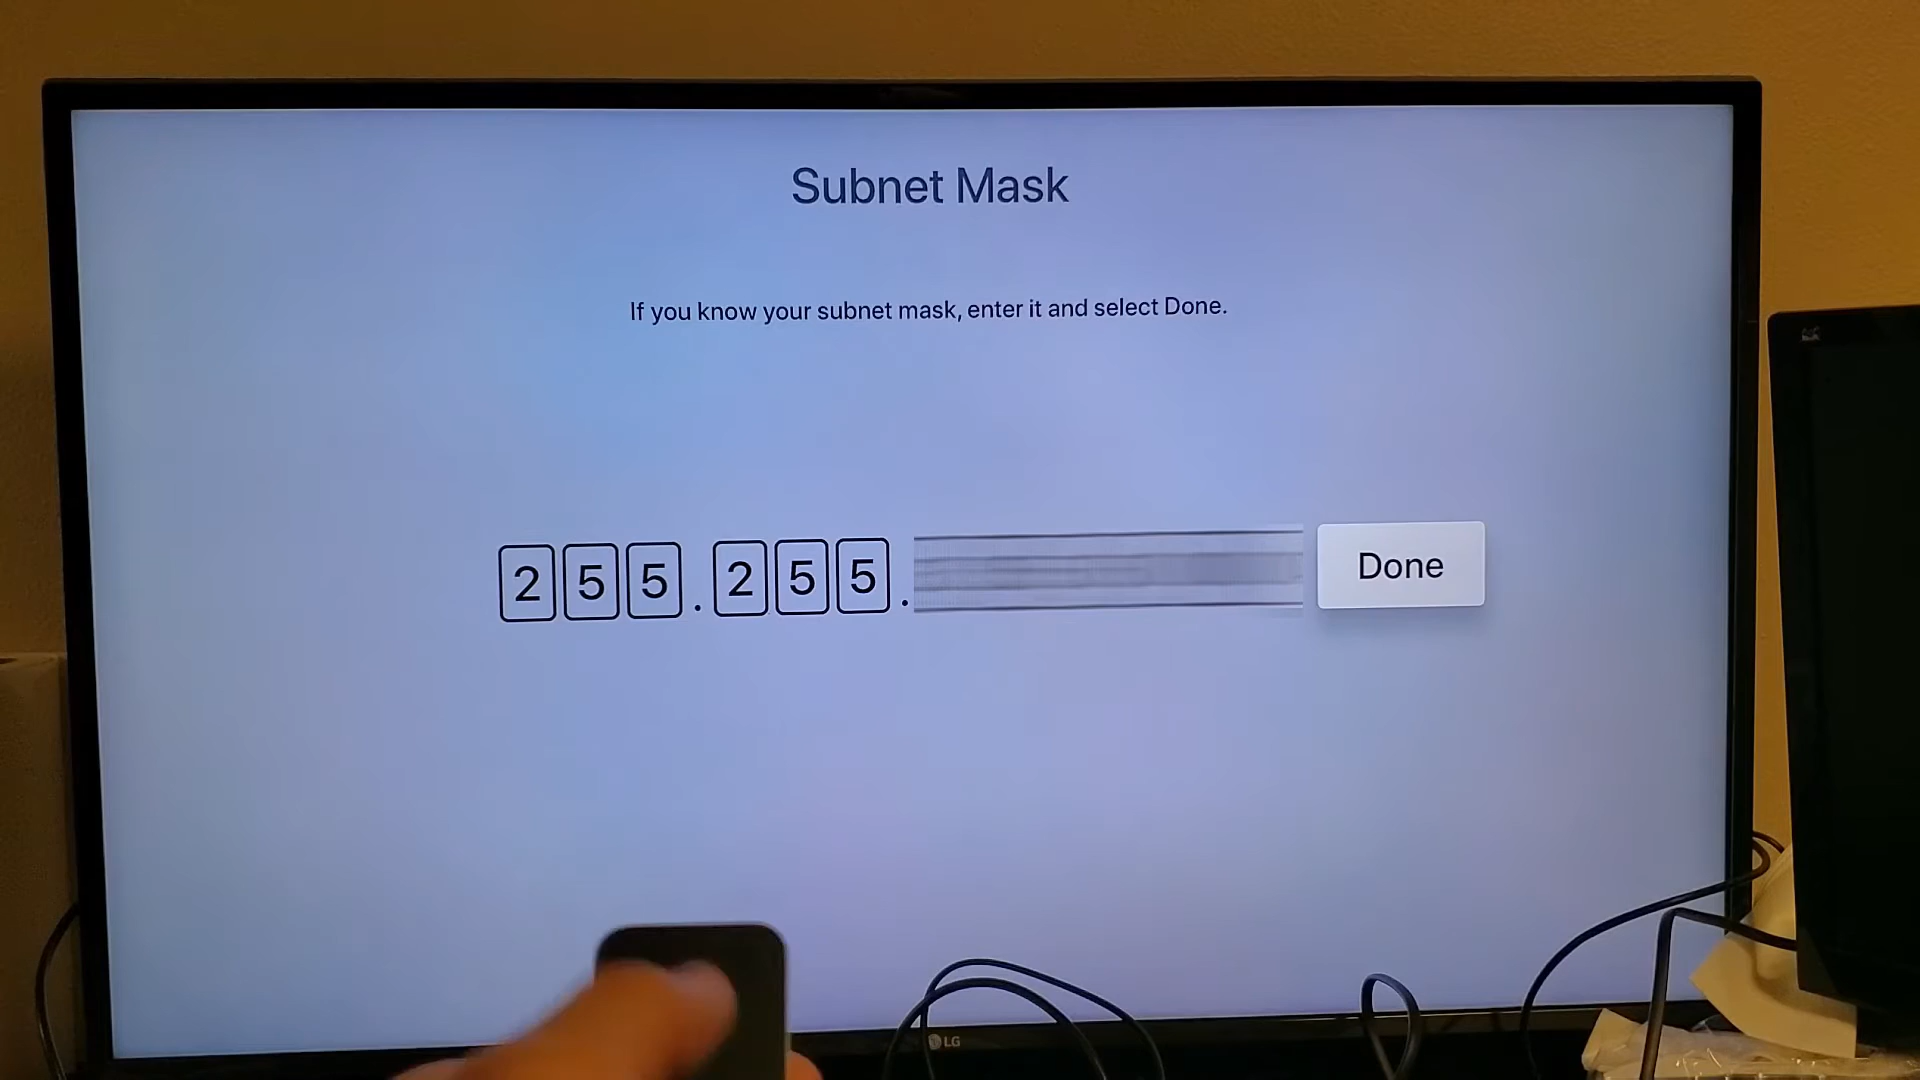 Subnet Mask
If you know your subnet mask, enter it and select Done.
255.255.
Done
LG